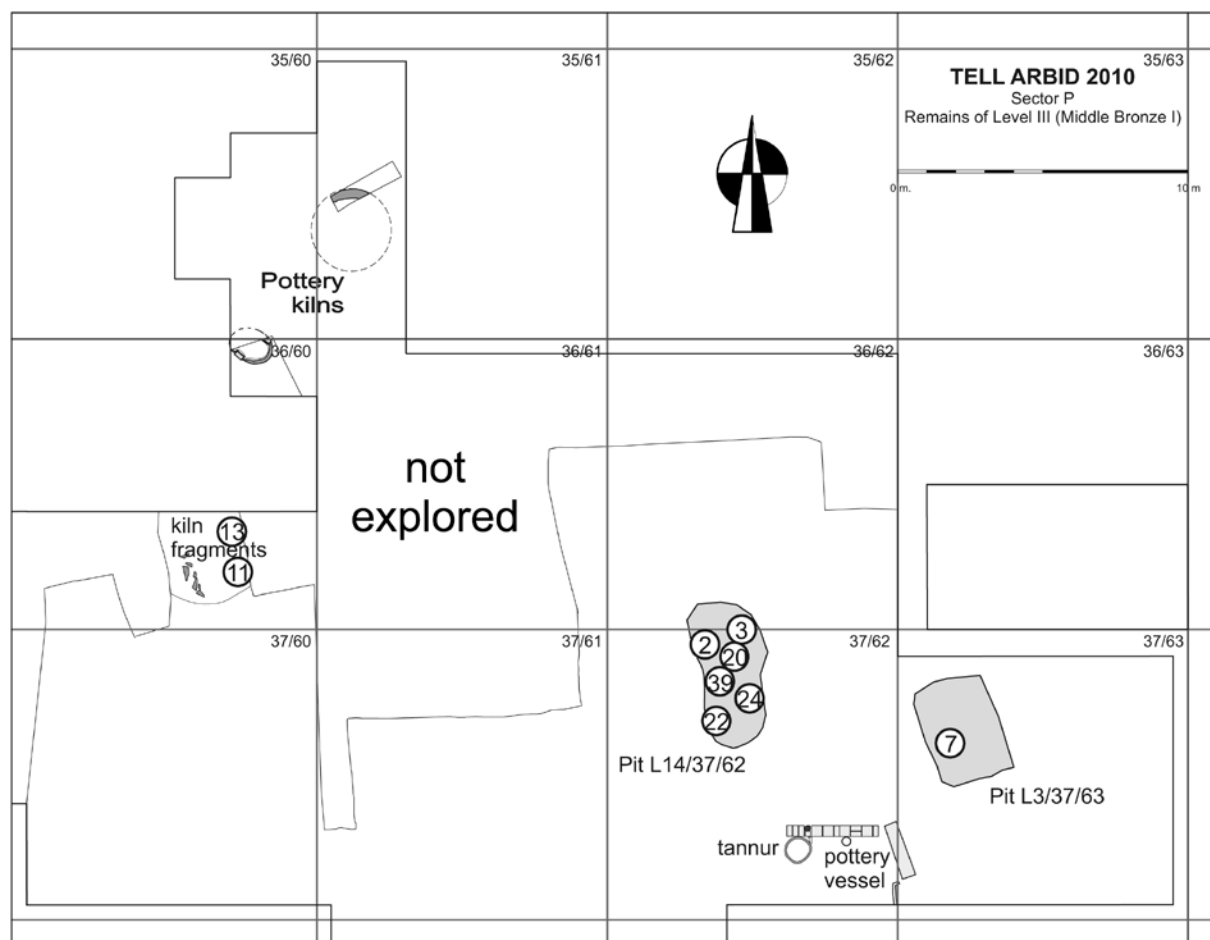 35/60
35/61
35/62
35/63
TELL ARBID 2010
Sector P
Remains of Level III (Middle Bronze I)
0 m.
10 m
Pottery
kilns
36/60
36/61
36/62
36/63
not
explored
kiln
fragments
13
11
37/60
37/61
37/62
37/63
3
2
20
39
24
22
7
Pit L14/37/62
Pit L3/37/63
tannur
pottery
vessel